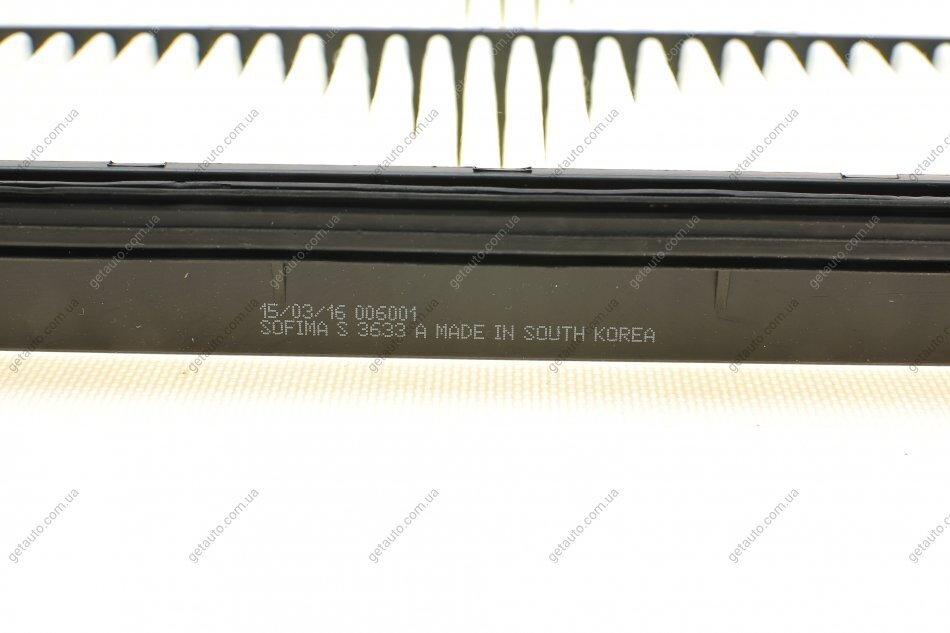 15/03/16 006001
SOFIMA S 3633 A MADE IN SOUTH KOREA
getauto.com.ua